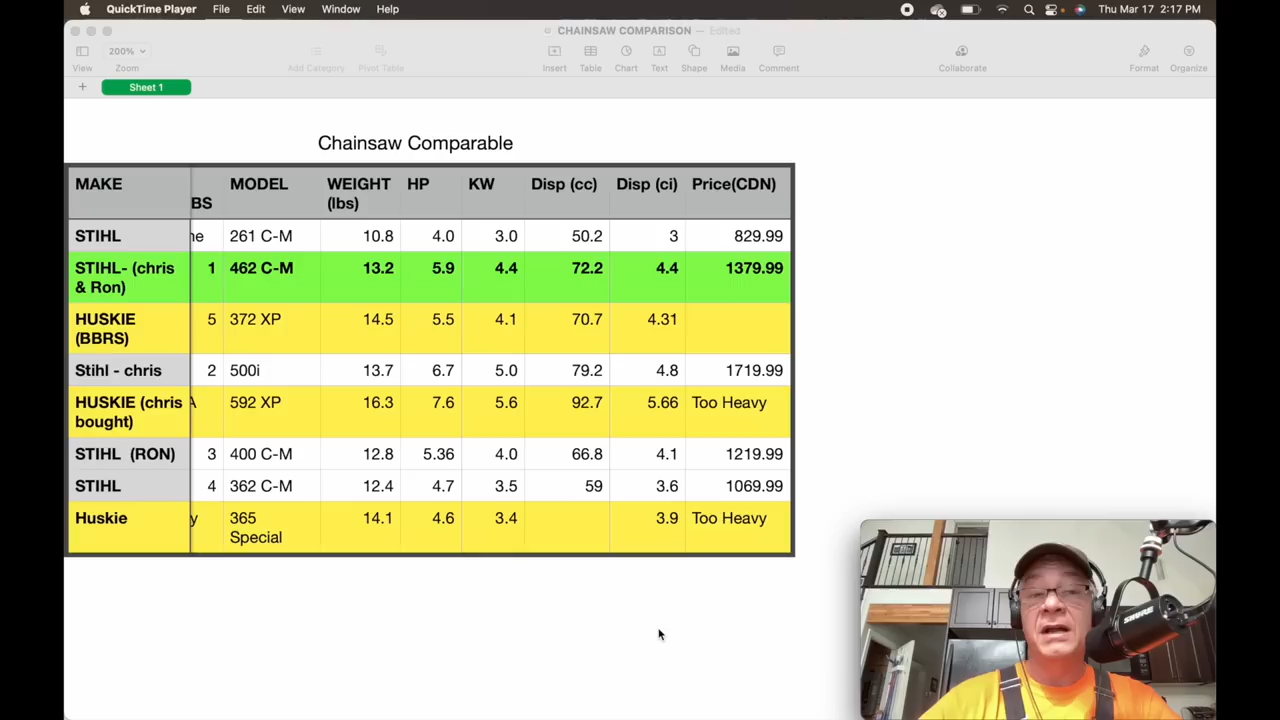 QuickTime Player File Edit View Window Help Thu Mar 17 2:17 PM
CHAINSAW COMPARISON — Edited
200%
View Zoom Add Category Pivot Table Insert Table Chart Text Shape Media Comment Collaborate Format Organize
+ Sheet 1
Chainsaw Comparable
MAKE MODEL WEIGHT HP KW Disp (cc) Disp (ci) Price(CDN)
BS (lbs)
STIHL ne 261 C-M 10.8 4.0 3.0 50.2 3 829.99
STIHL- (chris 1 462 C-M 13.2 5.9 4.4 72.2 4.4 1379.99
& Ron)
HUSKIE 5 372 XP 14.5 5.5 4.1 70.7 4.31
(BBRS)
Stihl - chris 2 500i 13.7 6.7 5.0 79.2 4.8 1719.99
HUSKIE (chris A 592 XP 16.3 7.6 5.6 92.7 5.66 Too Heavy
bought)
STIHL (RON) 3 400 C-M 12.8 5.36 4.0 66.8 4.1 1219.99
STIHL 4 362 C-M 12.4 4.7 3.5 59 3.6 1069.99
Huskie y 365 14.1 4.6 3.4 3.9 Too Heavy
Special
SHURE